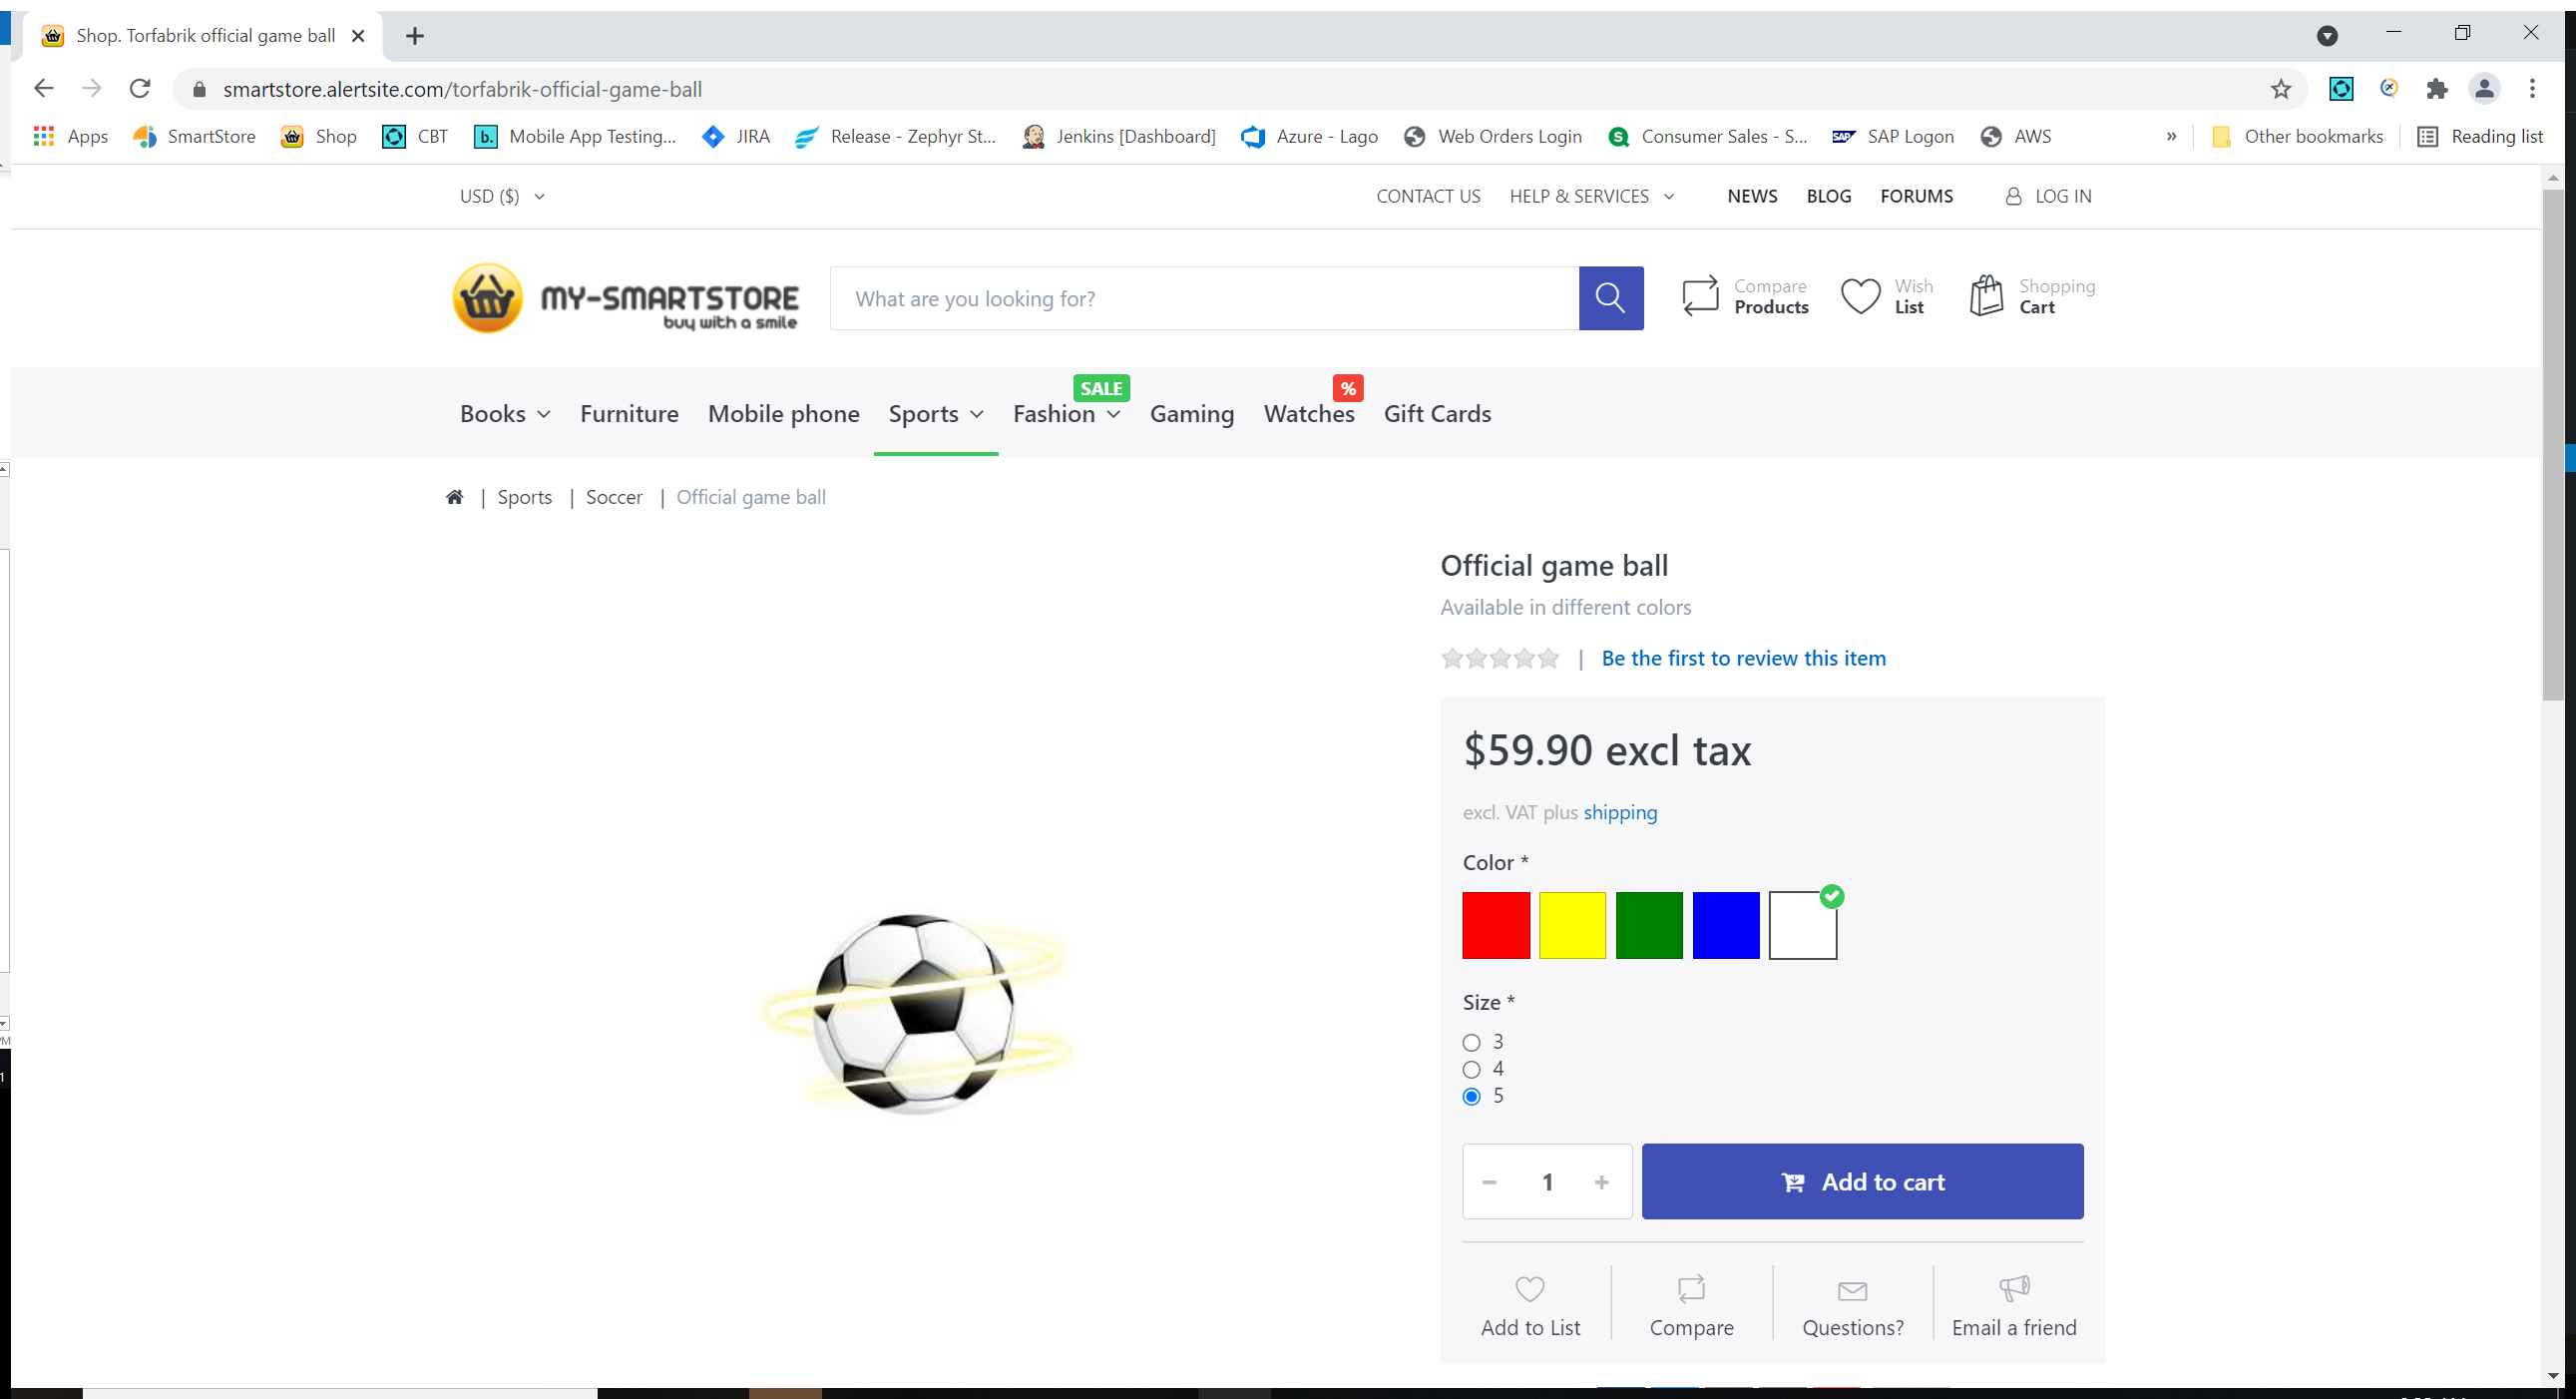 Shop. Torfabrik official game ball
smartstore.alertsite.com/torfabrik-official-game-ball
Apps SmartStore Shop CBT b. Mobile App Testing... JIRA Release - Zephyr St... Jenkins [Dashboard] Azure - Lago Web Orders Login S Consumer Sales - S... SAP SAP Logon AWS » Other bookmarks Reading list
USD ($) CONTACT US HELP & SERVICES NEWS BLOG FORUMS LOG IN
MY-SMARTSTORE
buy with a smile
What are you looking for?
Compare
Products
Wish
List
Shopping
Cart
SALE %
Books Furniture Mobile phone Sports Fashion Gaming Watches Gift Cards
| Sports | Soccer | Official game ball
Official game ball
Available in different colors
| Be the first to review this item
$59.90 excl tax
excl. VAT plus shipping
Color *
Size *
3
4
5
− 1 + Add to cart
Add to List Compare Questions? Email a friend